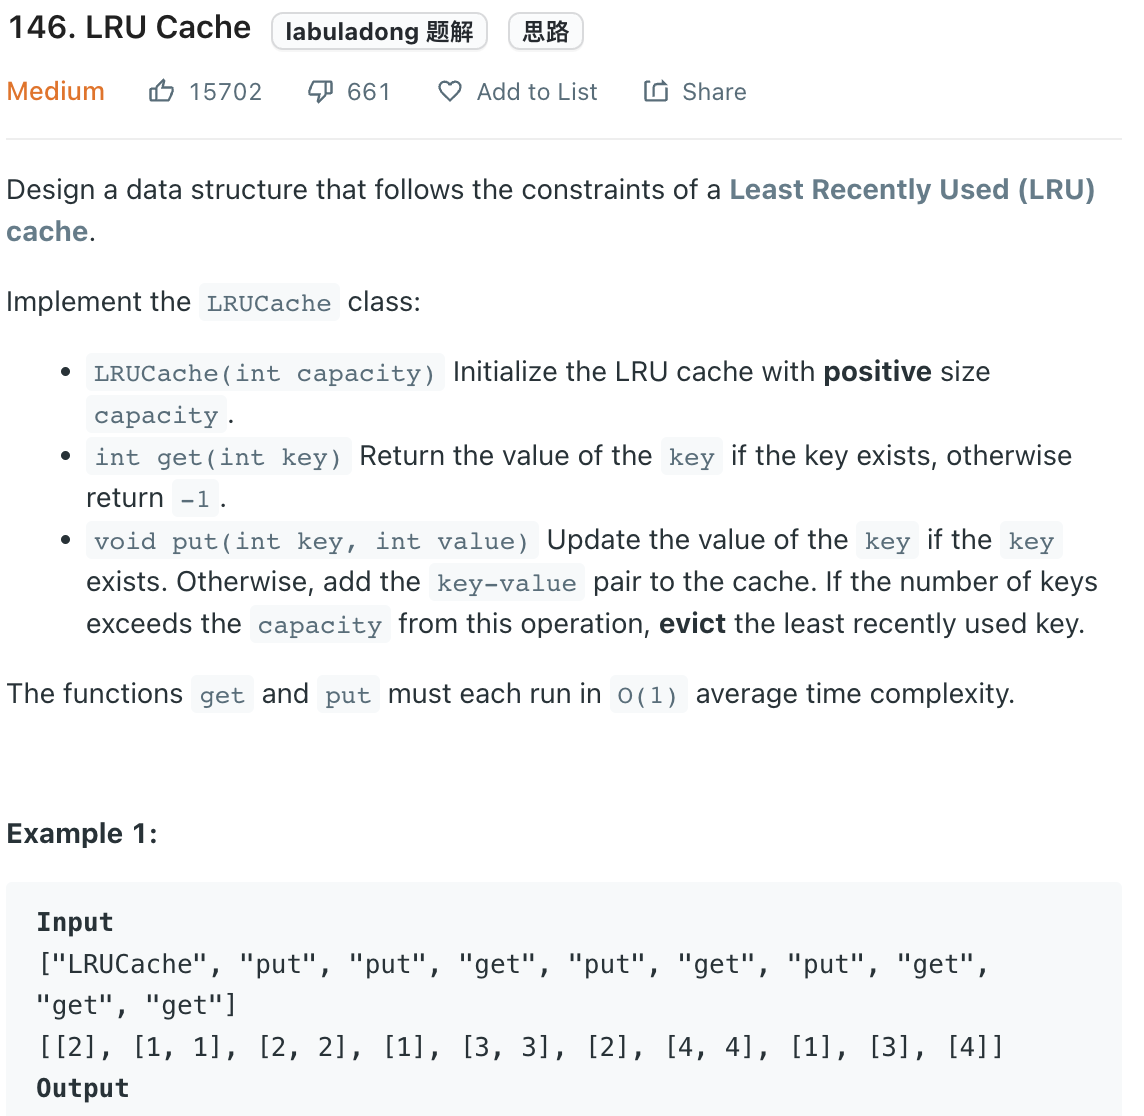 146. LRU Cache labuladong 题解 思路
Medium 15702 661 Add to List Share
Design a data structure that follows the constraints of a Least Recently Used (LRU)
cache.
Implement the LRUCache class:
• LRUCache(int capacity) Initialize the LRU cache with positive size
capacity.
• int get(int key) Return the value of the key if the key exists, otherwise
return -1.
• void put(int key, int value) Update the value of the key if the key
exists. Otherwise, add the key-value pair to the cache. If the number of keys
exceeds the capacity from this operation, evict the least recently used key.
The functions get and put must each run in O(1) average time complexity.
Example 1:
Input
["LRUCache", "put", "put", "get", "put", "get", "put", "get",
"get", "get"]
[[2], [1, 1], [2, 2], [1], [3, 3], [2], [4, 4], [1], [3], [4]]
Output